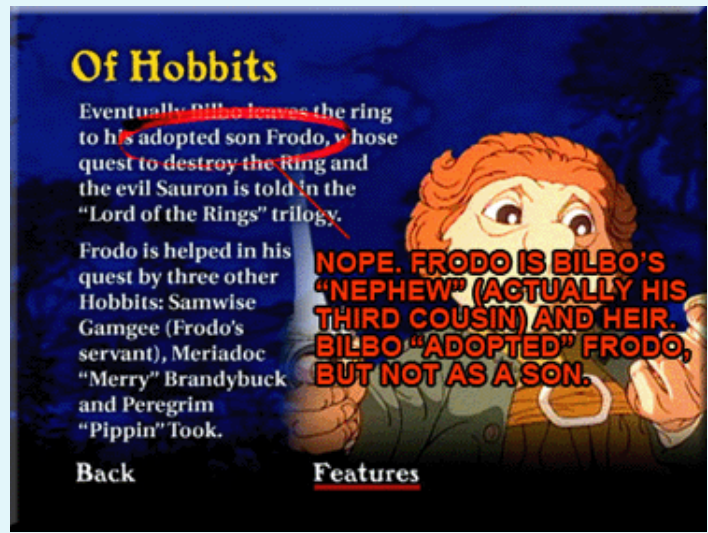 Of Hobbits
Eventually Bilbo leaves the ring
to his adopted son Frodo, whose
quest to destroy the Ring and
the evil Sauron is told in the
“Lord of the Rings” trilogy.
Frodo is helped in his
quest by three other
Hobbits: Samwise
Gamgee (Frodo’s
servant), Meriadoc
“Merry” Brandybuck
and Peregrim
“Pippin” Took.
NOPE. FRODO IS BILBO’S
“NEPHEW” (ACTUALLY HIS
THIRD COUSIN) AND HEIR.
BILBO “ADOPTED” FRODO,
BUT NOT AS A SON.
Back
Features